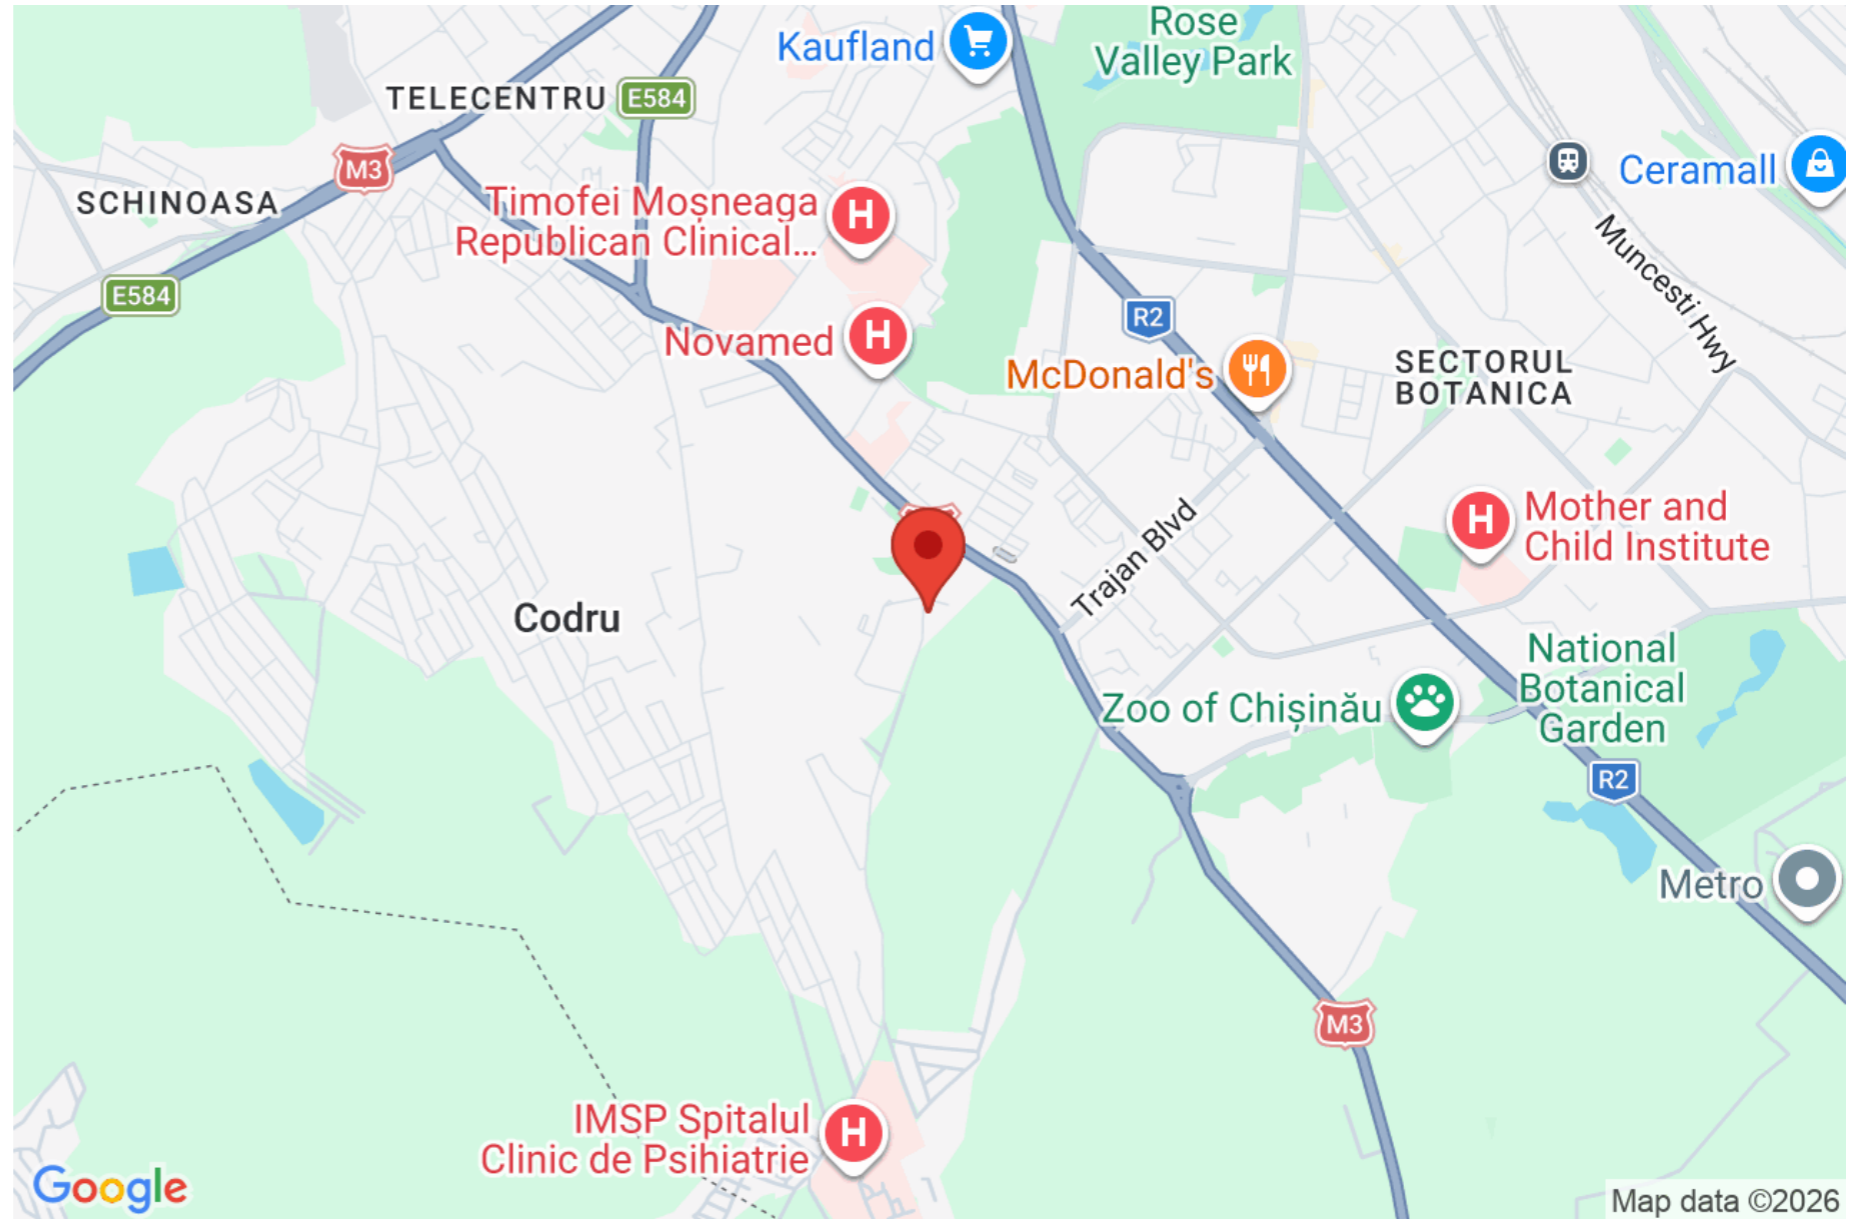 Rose
Valley Park
Kaufland
TELECENTRU
E584
M3
Ceramall
SCHINOASA
Timofei Moșneaga
Republican Clinical...
Muncesti Hwy
E584
R2
Novamed
McDonald's
SECTORUL
BOTANICA
Trajan Blvd
Mother and
Child Institute
Codru
National
Botanical
Garden
Zoo of Chișinău
R2
Metro
M3
IMSP Spitalul
Clinic de Psihiatrie
Google
Map data ©2026